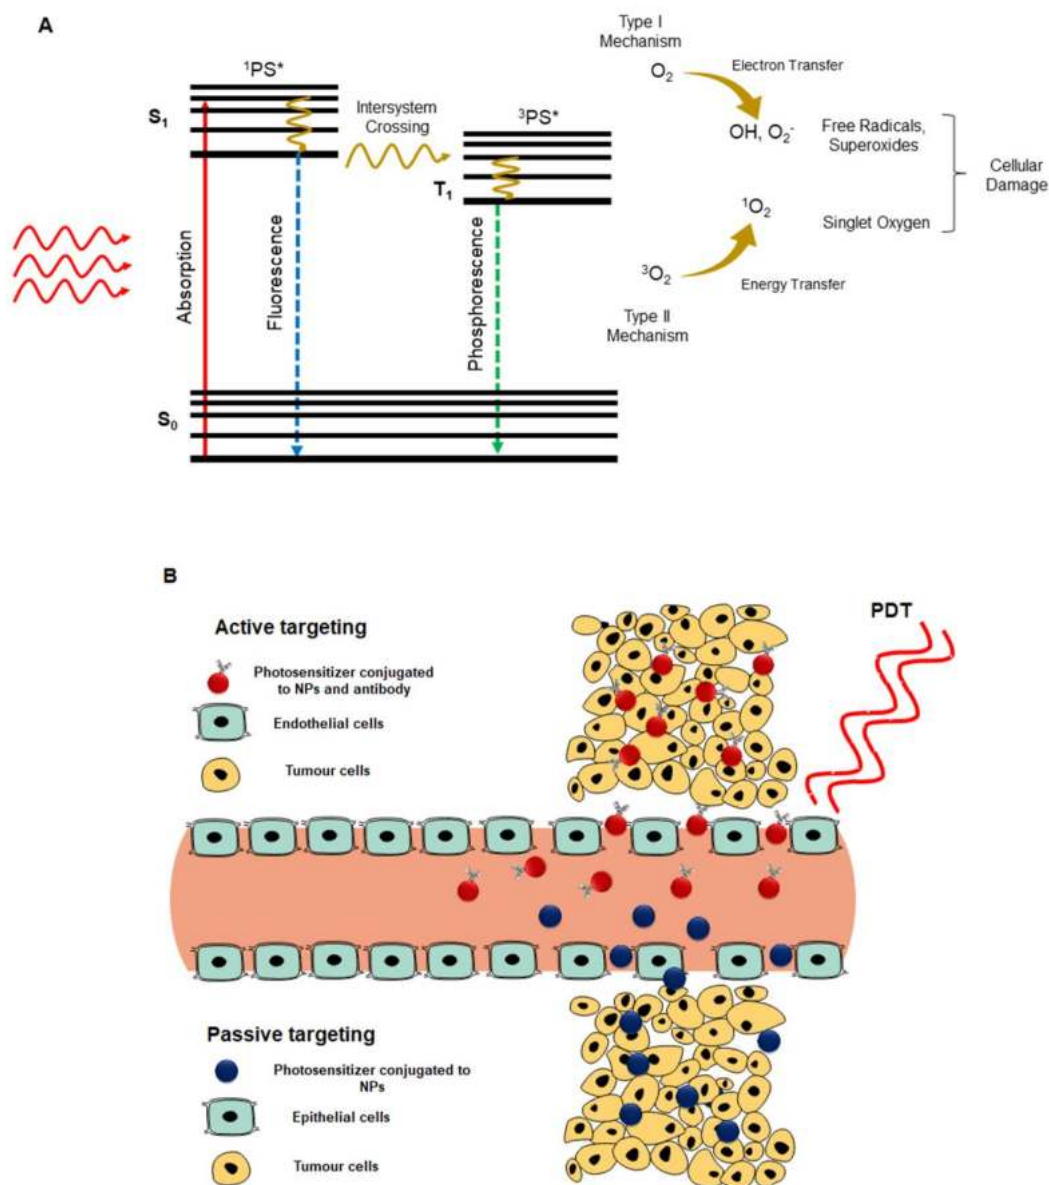 A
Type I
Mechanism
¹PS*
O₂
Electron Transfer
S₁
Intersystem
Crossing
³PS*
OH, O₂⁻
Free Radicals,
Superoxides
Cellular
Damage
T₁
¹O₂
Singlet Oxygen
Absorption
Fluorescence
Phosphorescence
³O₂
Energy Transfer
Type II
Mechanism
S₀
B
PDT
Active targeting
Photosensitizer conjugated
to NPs and antibody
Endothelial cells
Tumour cells
Passive targeting
Photosensitizer conjugated to
NPs
Epithelial cells
Tumour cells